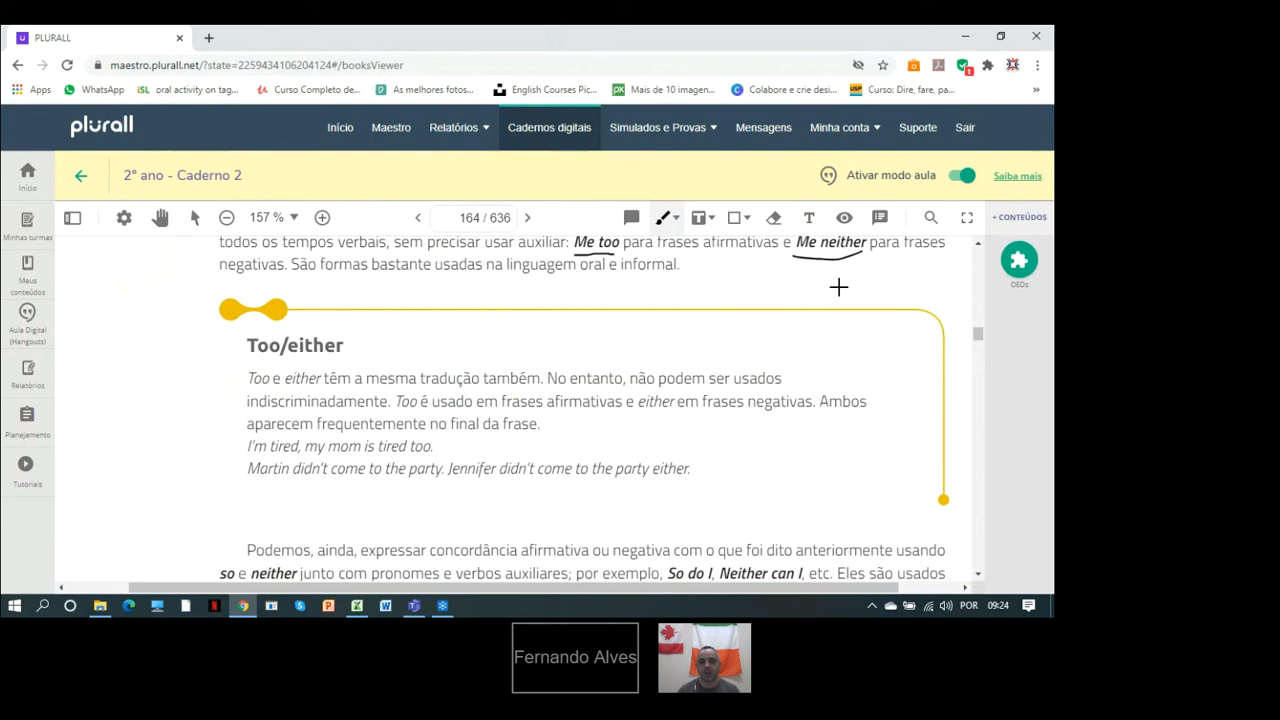 PLURALL
maestro.plurall.net/?state=2259434106204124#/booksViewer
Apps WhatsApp oral activity on tag... Curso Completo de... As melhores fotos... English Courses Pic... Mais de 10 imagen... Colabore e crie desi... Curso: Dire, fare, pa...
plurall Início Maestro Relatórios Cadernos digitais Simulados e Provas Mensagens Minha conta Suporte Sair
2º ano - Caderno 2 Ativar modo aula Saiba mais
157 % 164 / 636 + CONTEÚDOS
Início
Minhas turmas
Meus conteúdos
Aula Digital (Hangouts)
Relatórios
Planejamento
Tutoriais
OEDs
todos os tempos verbais, sem precisar usar auxiliar: Me too para frases afirmativas e Me neither para frases
negativas. São formas bastante usadas na linguagem oral e informal.
Too/either
Too e either têm a mesma tradução também. No entanto, não podem ser usados
indiscriminadamente. Too é usado em frases afirmativas e either em frases negativas. Ambos
aparecem frequentemente no final da frase.
I'm tired, my mom is tired too.
Martin didn't come to the party. Jennifer didn't come to the party either.
Podemos, ainda, expressar concordância afirmativa ou negativa com o que foi dito anteriormente usando
so e neither junto com pronomes e verbos auxiliares; por exemplo, So do I, Neither can I, etc. Eles são usados
POR 09:24
Fernando Alves